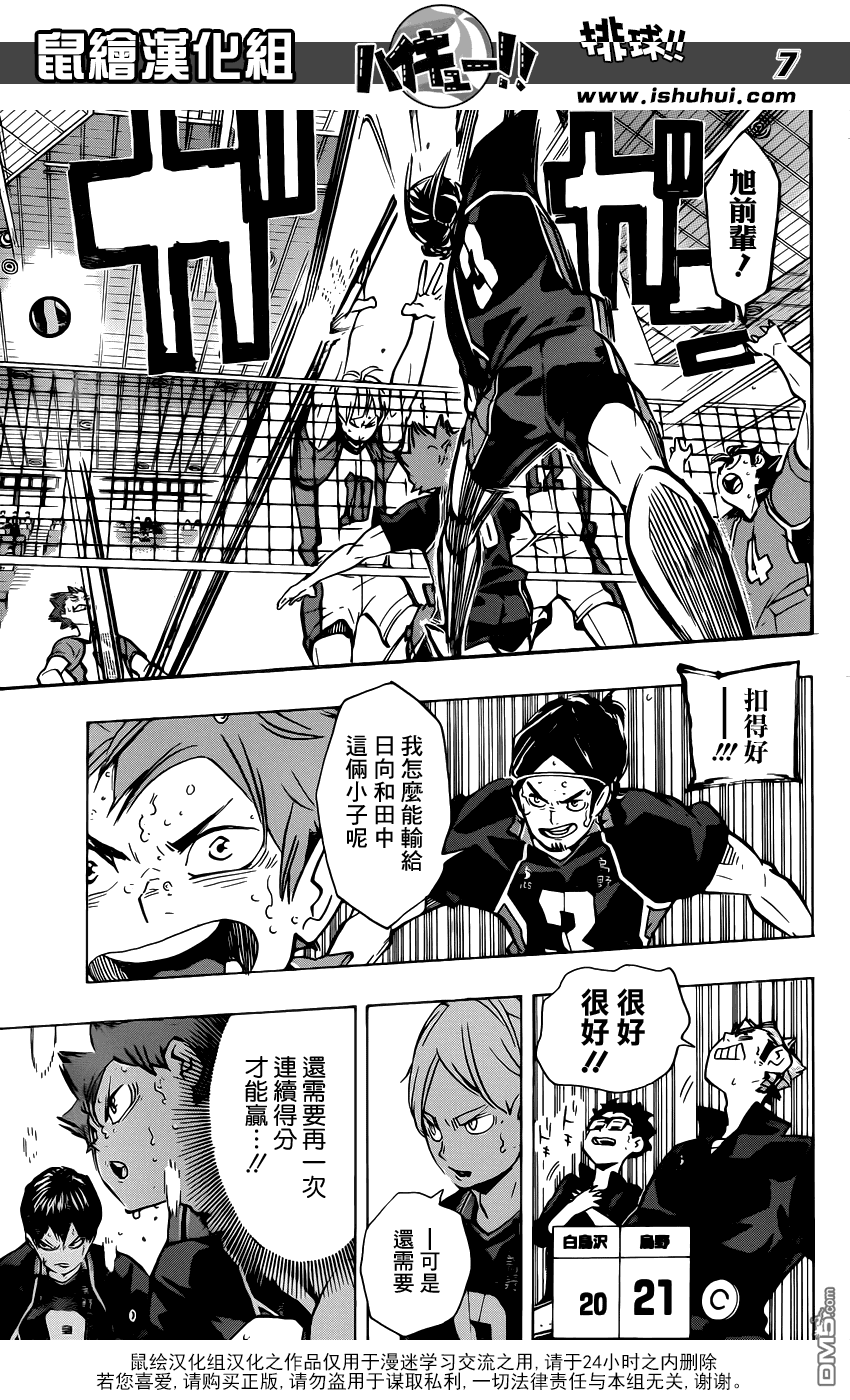 鼠繪漢化組
ハイキュー!!
排球!!
7
www.ishuhui.com
旭前輩!
扣得好
——!!!
我怎麼能輸給
日向和田中
這倆小子呢
很好
很好!!
白鳥沢
烏野
20
21
—可是
還需要
還需要再一次
連續得分
才能贏…!!
烏野
DM5.com
鼠绘汉化组汉化之作品仅用于漫迷学习交流之用, 请于24小时之内删除
若您喜爱, 请购买正版, 请勿用于谋取私利, 一切法律责任与本组无关, 谢谢。